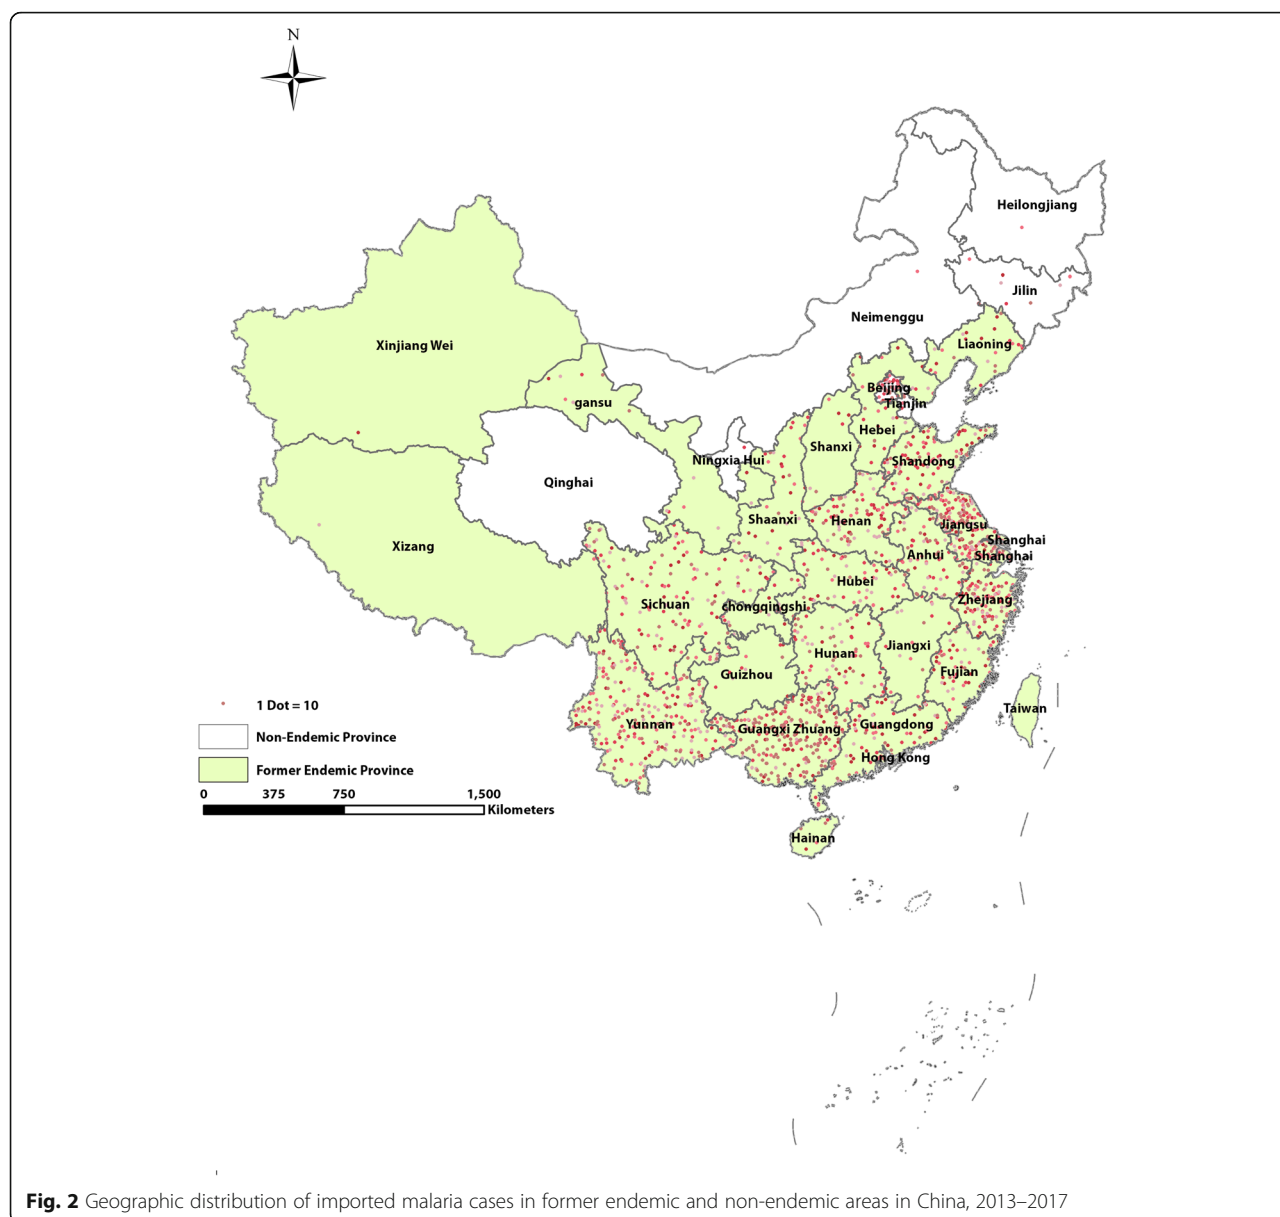 N
Heilongjiang
Jilin
Neimenggu
Liaoning
Xinjiang Wei
Beijing
gansu
Tianjin
Hebei
Shanxi
Ningxia Hui
Shandong
Qinghai
Shaanxi
Henan
Jiangsu
Shanghai
Xizang
Anhui
Shanghai
Hubei
Sichuan
chongqingshi
Zhejiang
Jiangxi
Hunan
Guizhou
Fujian
Taiwan
1 Dot = 10
Yunnan
Guangxi Zhuang
Guangdong
Non-Endemic Province
Hong Kong
Former Endemic Province
0 375 750 1,500
Kilometers
Hainan
Fig. 2 Geographic distribution of imported malaria cases in former endemic and non-endemic areas in China, 2013–2017